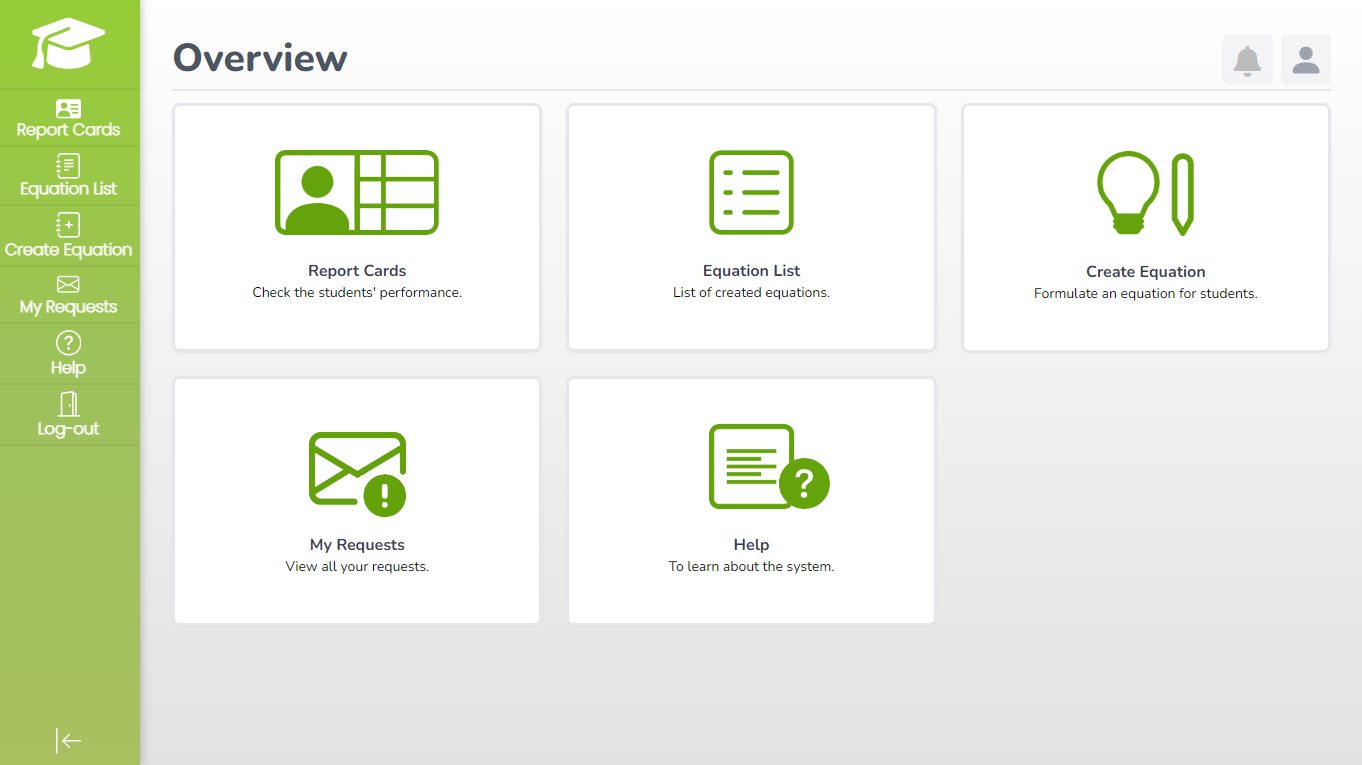 Overview
Report Cards
Equation List
Create Equation
My Requests
Help
Log-out
Report Cards
Check the students' performance.
Equation List
List of created equations.
Create Equation
Formulate an equation for students.
!
My Requests
View all your requests.
?
Help
To learn about the system.